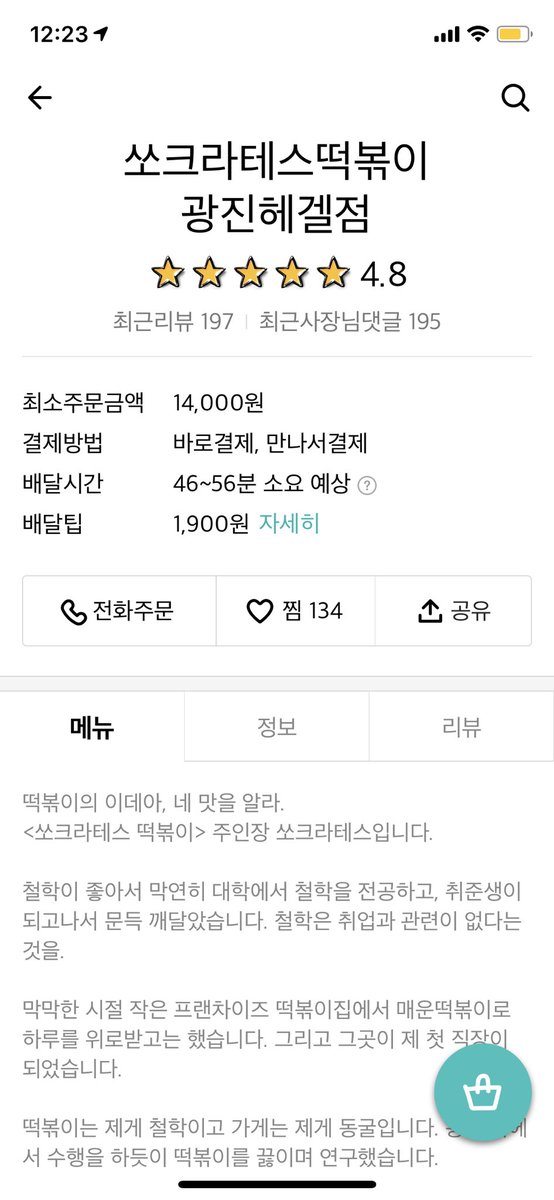 12:23
쏘크라테스떡볶이
광진헤겔점
4.8
최근리뷰 197 | 최근사장님댓글 195
최소주문금액 14,000원
결제방법 바로결제, 만나서결제
배달시간 46~56분 소요 예상 ?
배달팁 1,900원 자세히
전화주문 찜 134 공유
메뉴 정보 리뷰
떡볶이의 이데아, 네 맛을 알라.
<쏘크라테스 떡볶이> 주인장 쏘크라테스입니다.
철학이 좋아서 막연히 대학에서 철학을 전공하고, 취준생이
되고나서 문득 깨달았습니다. 철학은 취업과 관련이 없다는
것을.
막막한 시절 작은 프랜차이즈 떡볶이집에서 매운떡볶이로
하루를 위로받고는 했습니다. 그리고 그곳이 제 첫 직장이
되었습니다.
떡볶이는 제게 철학이고 가게는 제게 동굴입니다.
서 수행을 하듯이 떡볶이를 끓이며 연구했습니다.